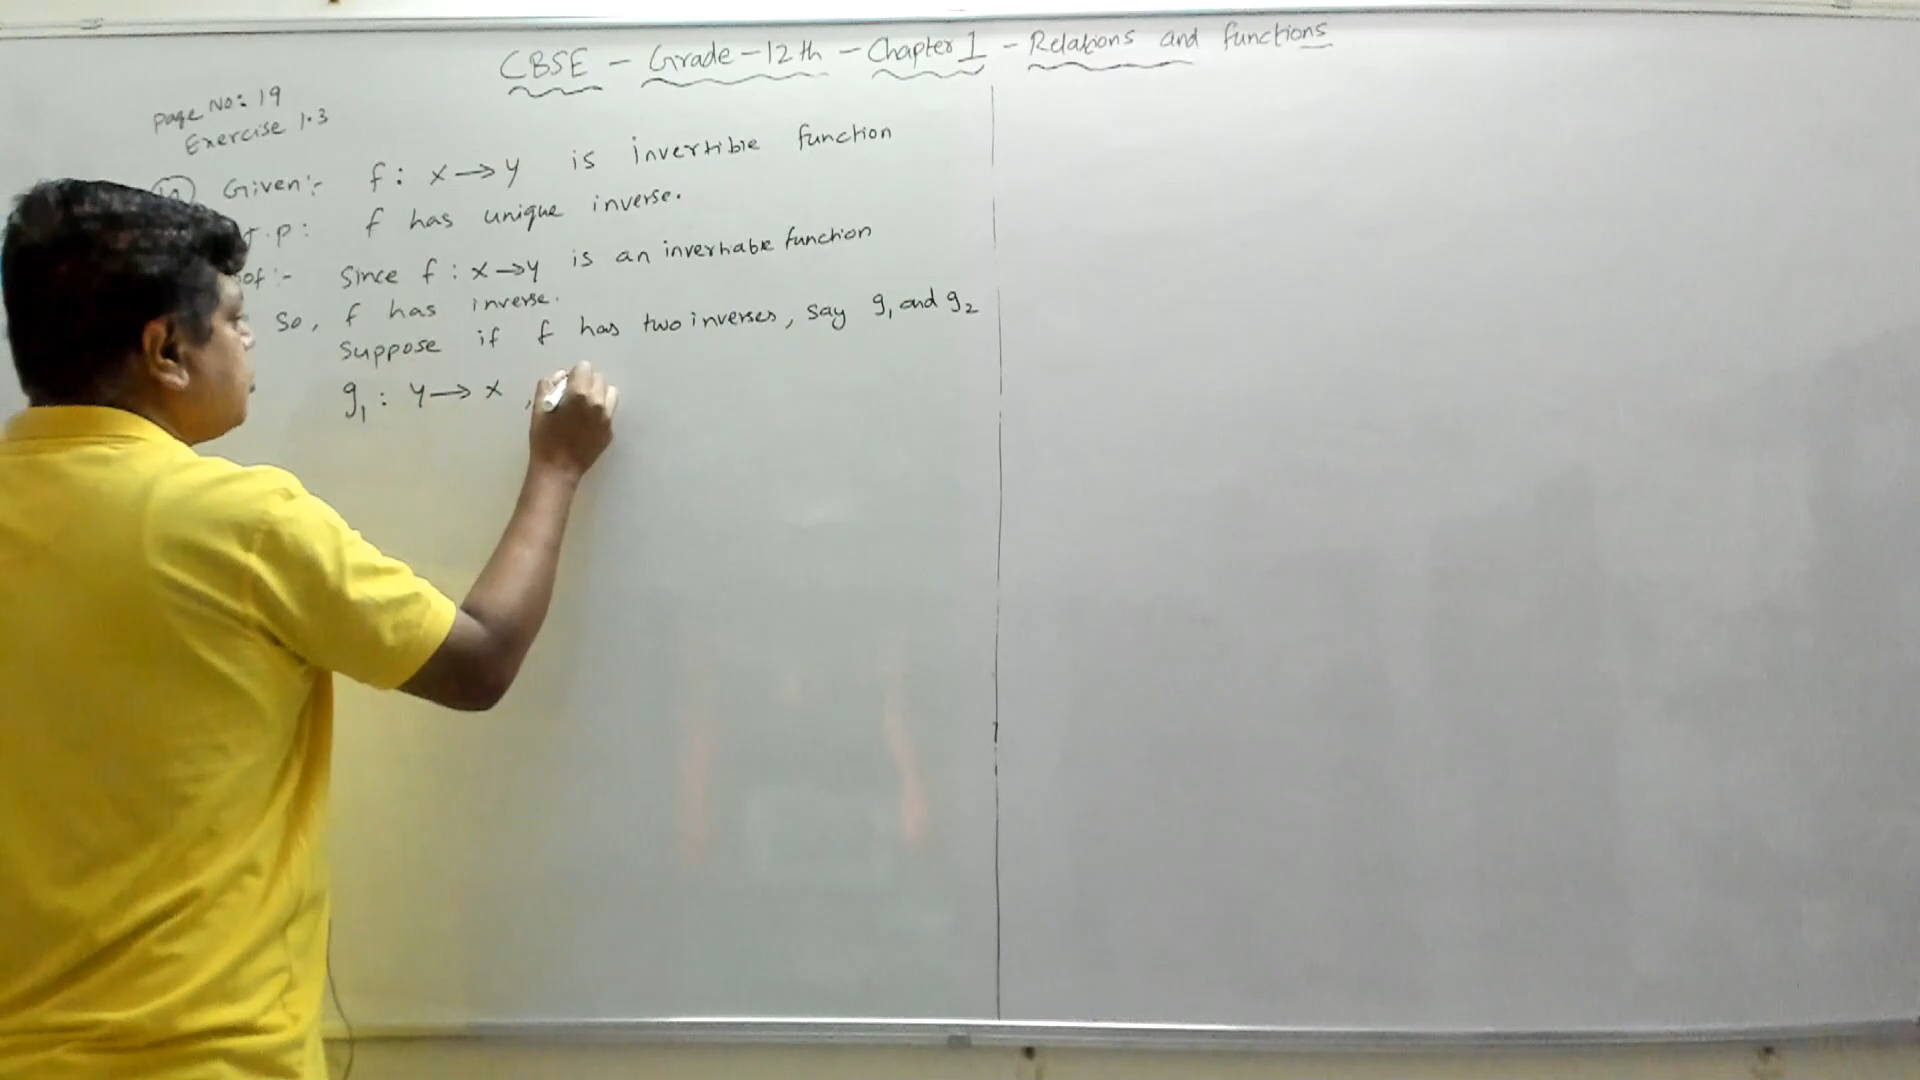 CBSE - Grade-12th - Chapter 1 - Relations and functions
Page No: 19
Exercise 1.3
Given:- f: x→y is invertible function
T.P: f has unique inverse.
of:- Since f: x→y is an invertiable function
So, f has inverse.
Suppose if f has two inverses, say g₁ and g₂
g₁: y→x ,